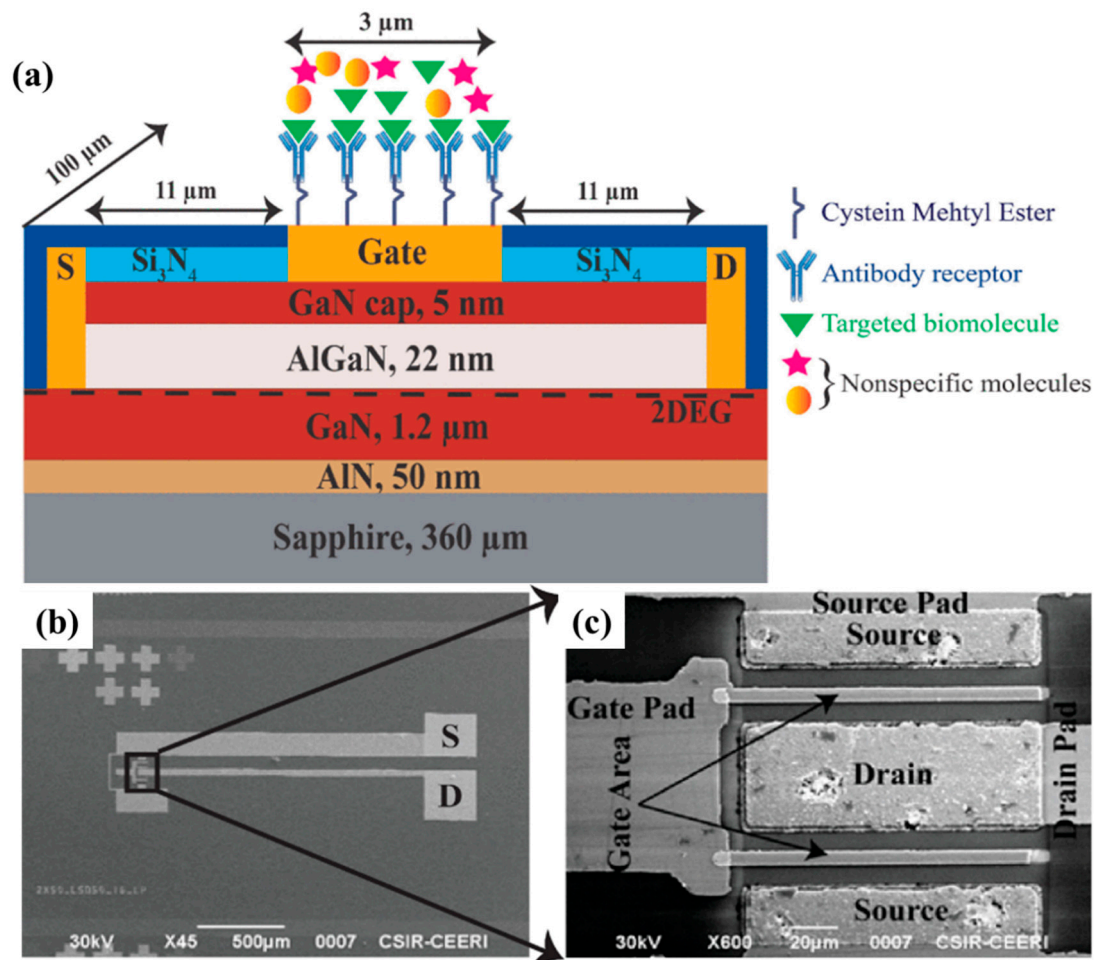 (a)
3 µm
100 µm
11 µm
11 µm
S
Si3N4
Gate
Si3N4
D
GaN cap, 5 nm
AlGaN, 22 nm
2DEG
GaN, 1.2 µm
AlN, 50 nm
Sapphire, 360 µm
Cystein Mehtyl Ester
Antibody receptor
Targeted biomolecule
Nonspecific molecules
(b)
S
D
30kV X45 500µm 0007 CSIR-CEERI
(c)
Source Pad
Source
Gate Pad
Gate Area
Drain
Drain Pad
Source
30kV X600 20µm 0007 CSIR-CEERI